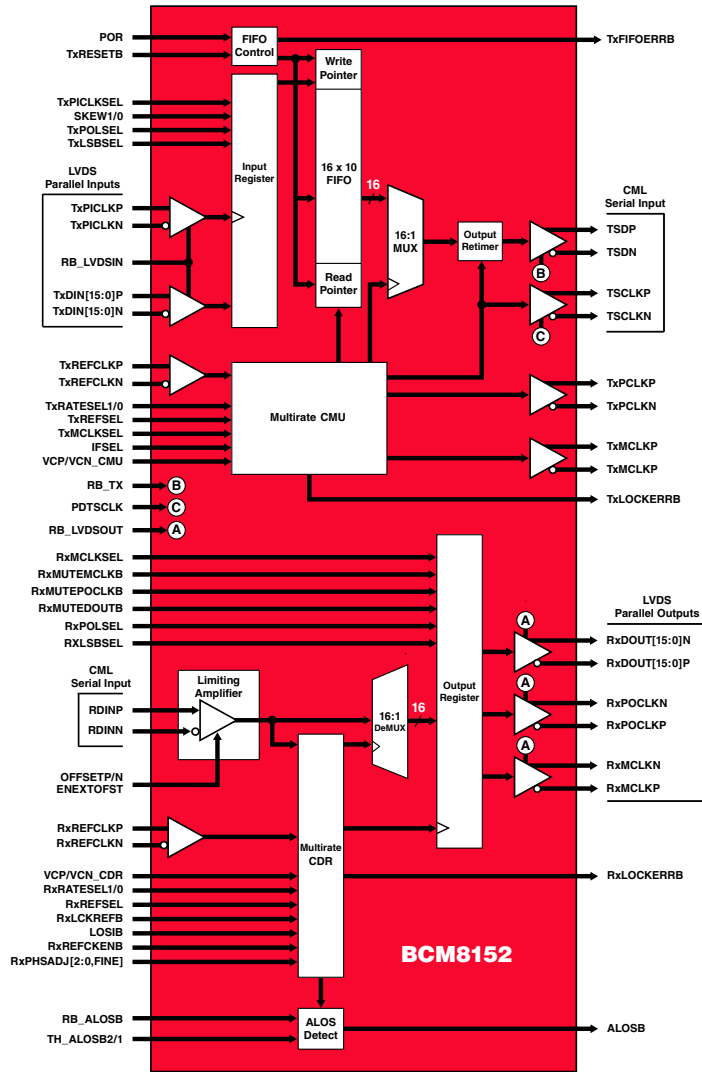 POR
TxRESETB
FIFO
Control
TxFIFOERRB
Write
Pointer
TxPICLKSEL
SKEW1/0
TxPOLSEL
TxLSBSEL
LVDS
Parallel Inputs
Input
Register
16 x 10
FIFO
16
16:1
MUX
Output
Retimer
CML
Serial Input
TxPICLKP
TxPICLKN
RB_LVDSIN
TxDIN[15:0]P
TxDIN[15:0]N
Read
Pointer
TSDP
TSDN
B
TSCLKP
TSCLKN
C
TxREFCLKP
TxREFCLKN
TxRATESEL1/0
TxREFSEL
TxMCLKSEL
IFSEL
VCP/VCN_CMU
Multirate CMU
TxPCLKP
TxPCLKN
TxMCLKP
TxMCLKP
RB_TX
B
PDTSCLK
C
RB_LVDSOUT
A
TxLOCKERRB
RxMCLKSEL
RxMUTEMCLKB
RxMUTEPOCLKB
RxMUTEDOUTB
RxPOLSEL
RXLSBSEL
LVDS
Parallel Outputs
A
RxDOUT[15:0]N
RxDOUT[15:0]P
CML
Serial Input
Limiting
Amplifier
RDINP
RDINN
16:1
DeMUX
16
Output
Register
A
RxPOCLKN
RxPOCLKP
A
RxMCLKN
RxMCLKP
OFFSETP/N
ENEXTOFST
RxREFCLKP
RxREFCLKN
Multirate
CDR
VCP/VCN_CDR
RxRATESEL1/0
RxREFSEL
RxLCKREFB
LOSIB
RxREFCKENB
RxPHSADJ[2:0,FINE]
RxLOCKERRB
BCM8152
RB_ALOSB
TH_ALOSB2/1
ALOS
Detect
ALOSB